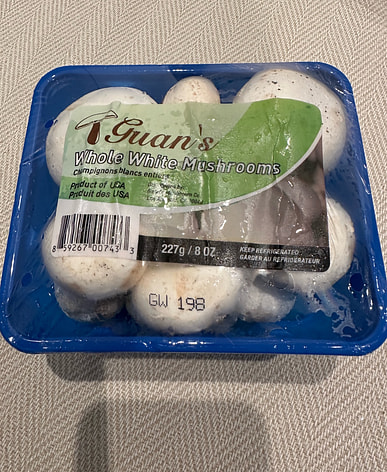 Guan's
Whole White Mushrooms
Champignons blancs entiers
Product of USA
Produit des USA
8 59267 00743 3
227g / 8 OZ
KEEP REFRIGERATED
GARDER AU RÉFRIGÉRATEUR
GW 198